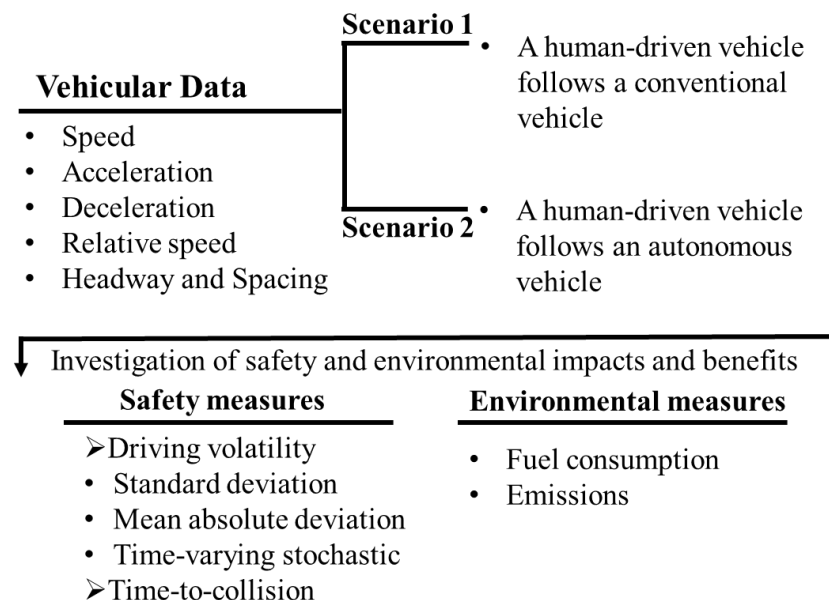 Vehicular Data
• Speed
• Acceleration
• Deceleration
• Relative speed
• Headway and Spacing
Scenario 1
• A human-driven vehicle
follows a conventional
vehicle
Scenario 2
• A human-driven vehicle
follows an autonomous
vehicle
Investigation of safety and environmental impacts and benefits
Safety measures
➢Driving volatility
• Standard deviation
• Mean absolute deviation
• Time-varying stochastic
➢Time-to-collision
Environmental measures
• Fuel consumption
• Emissions